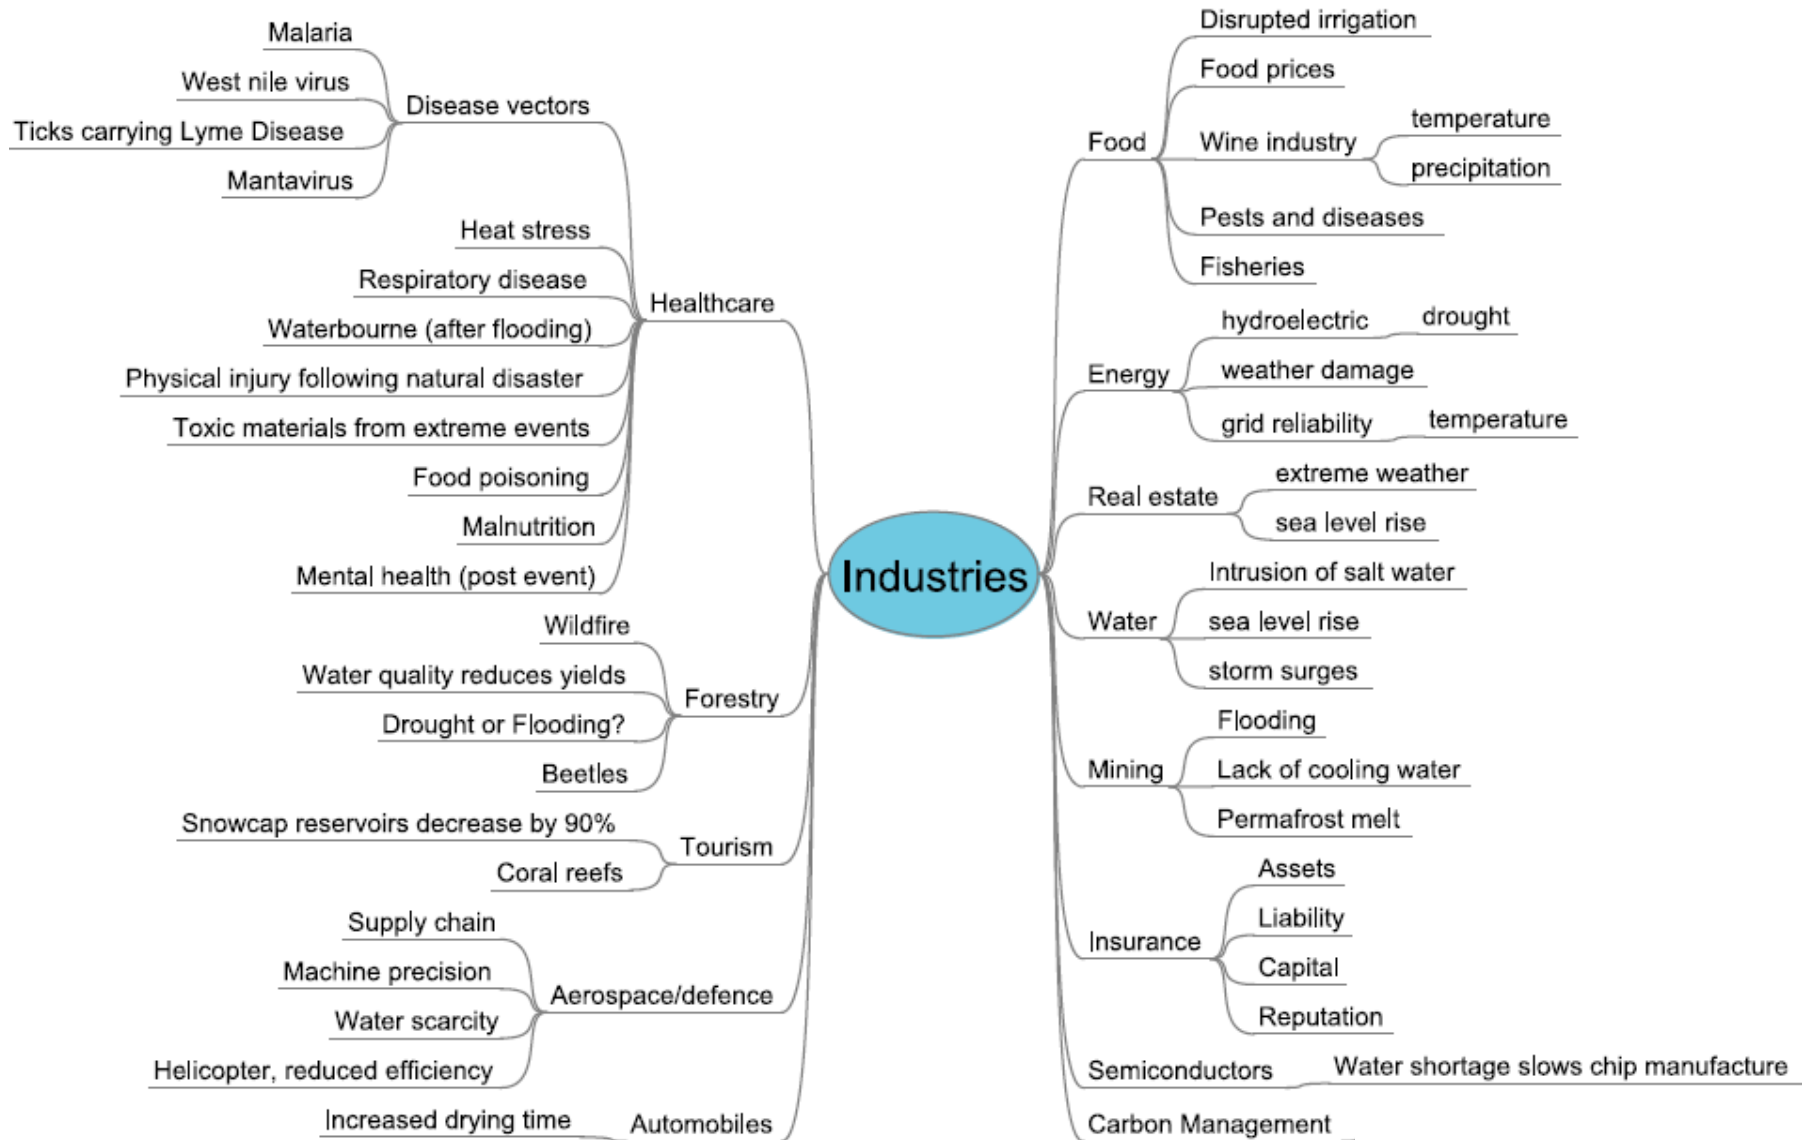 Industries
Healthcare
Disease vectors
Malaria
West nile virus
Ticks carrying Lyme Disease
Mantavirus
Heat stress
Respiratory disease
Waterbourne (after flooding)
Physical injury following natural disaster
Toxic materials from extreme events
Food poisoning
Malnutrition
Mental health (post event)
Forestry
Wildfire
Water quality reduces yields
Drought or Flooding?
Beetles
Tourism
Snowcap reservoirs decrease by 90%
Coral reefs
Aerospace/defence
Supply chain
Machine precision
Water scarcity
Helicopter, reduced efficiency
Automobiles
Increased drying time
Food
Disrupted irrigation
Food prices
Wine industry
temperature
precipitation
Pests and diseases
Fisheries
Energy
hydroelectric
drought
weather damage
grid reliability
temperature
Real estate
extreme weather
sea level rise
Water
Intrusion of salt water
sea level rise
storm surges
Mining
Flooding
Lack of cooling water
Permafrost melt
Insurance
Assets
Liability
Capital
Reputation
Semiconductors
Water shortage slows chip manufacture
Carbon Management